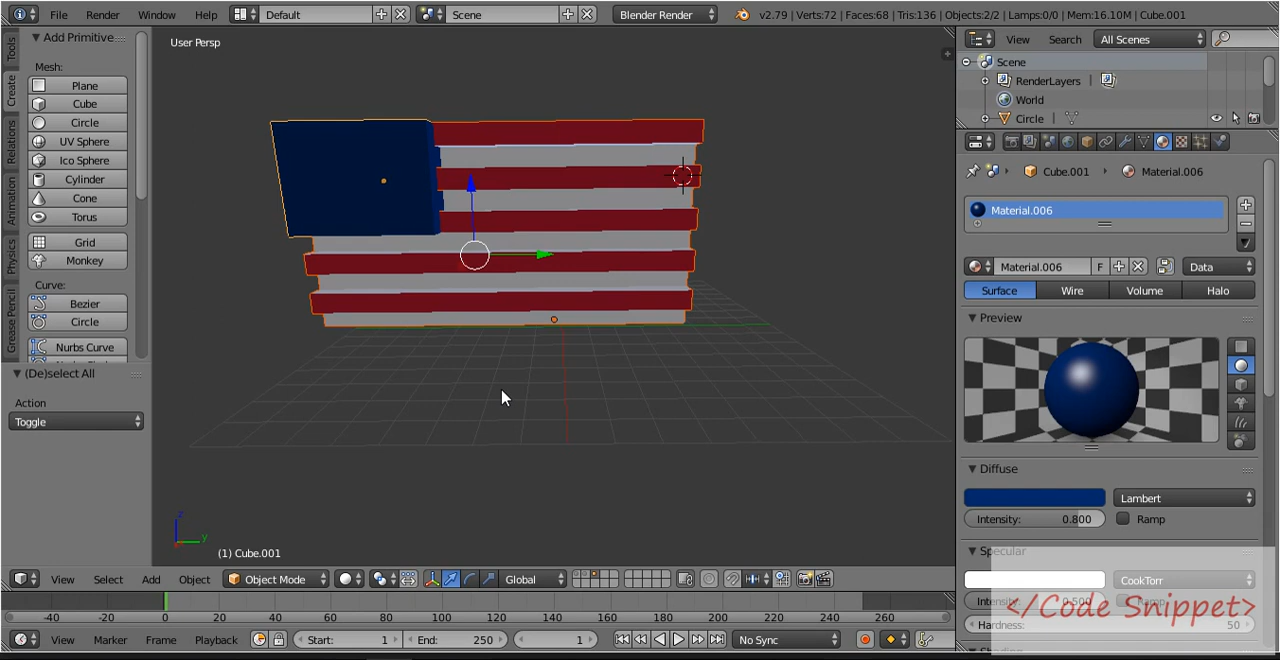 File Render Window Help Default Scene Blender Render v2.79 | Verts:72 | Faces:68 | Tris:136 | Objects:2/2 | Lamps:0/0 | Mem:16.10M | Cube.001
Add Primitive
User Persp
View Search All Scenes
Tools
Create
Relations
Animation
Physics
Grease Pencil
Mesh:
Plane
Cube
Circle
UV Sphere
Ico Sphere
Cylinder
Cone
Torus
Grid
Monkey
Curve:
Bezier
Circle
Nurbs Curve
(De)select All
Action
Toggle
Scene
RenderLayers
World
Circle
Cube.001 Material.006
Material.006
Material.006 F Data
Surface Wire Volume Halo
Preview
Diffuse
Lambert
Intensity: 0.800 Ramp
Specular
CookTorr
Intensity: 0.500 Ramp
Hardness: 50
</Code Snippet>
z
y
(1) Cube.001
View Select Add Object Object Mode Global
-40 -20 0 20 40 60 80 100 120 140 160 180 200 220 240 260
View Marker Frame Playback Start: 1 End: 250 1 No Sync